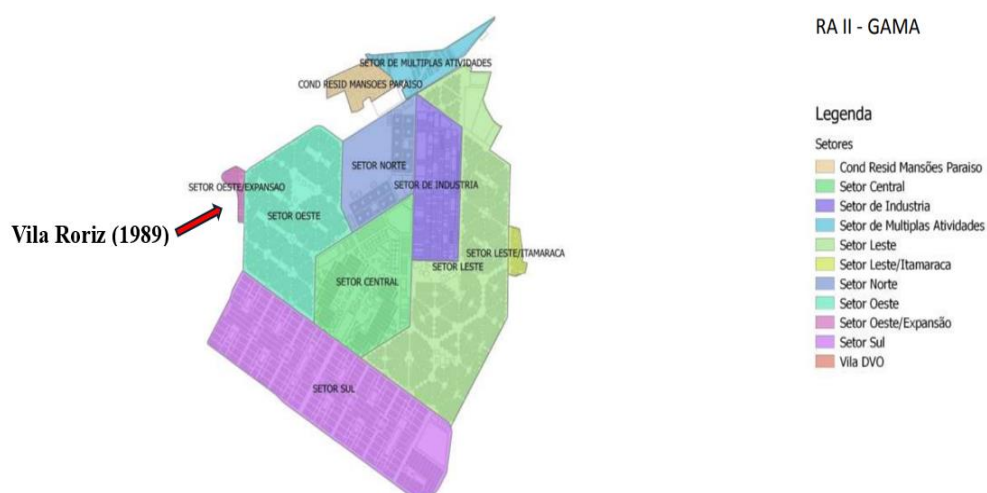 RA II - GAMA
SETOR DE MULTIPLAS ATIVIDADES
COND RESID MANSOES PARAISO
SETOR NORTE
SETOR DE INDUSTRIA
SETOR OESTE/EXPANSAO
SETOR OESTE
Vila Roriz (1989)
SETOR LESTE/ITAMARACA
SETOR LESTE
SETOR CENTRAL
SETOR SUL
Legenda
Setores
Cond Resid Mansões Paraiso
Setor Central
Setor de Industria
Setor de Multiplas Atividades
Setor Leste
Setor Leste/Itamaraca
Setor Norte
Setor Oeste
Setor Oeste/Expansão
Setor Sul
Vila DVO